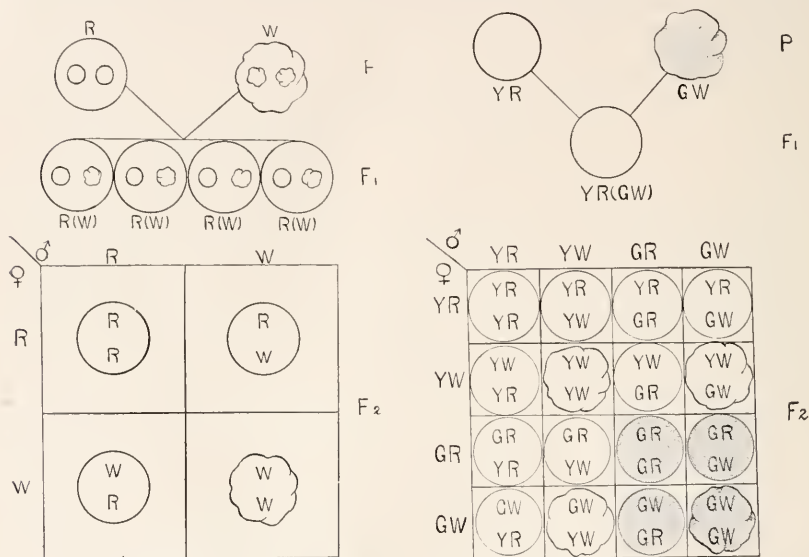 R W P
R(W) R(W) R(W) R(W) F1
♂
♀ R W
R R R
R W
W W W
R W
F2
YR GW P
F1
YR(GW)
♂
♀ YR YW GR GW
YR YR YR YR YR
YR YW GR GW
YW YW YW YW YW
YR YW GR GW
GR GR GR GR GR
YR YW GR GW
GW GW GW GW GW
YR YW GR GW
F2